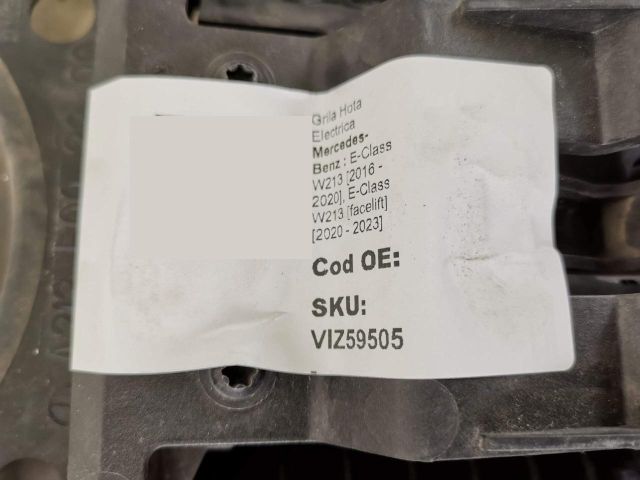 Grila Hota
Electrica
Mercedes-
Benz : E-Class
W213 [2016 -
2020], E-Class
W213 [facelift]
[2020 - 2023]
Cod OE:
SKU:
VIZ59505